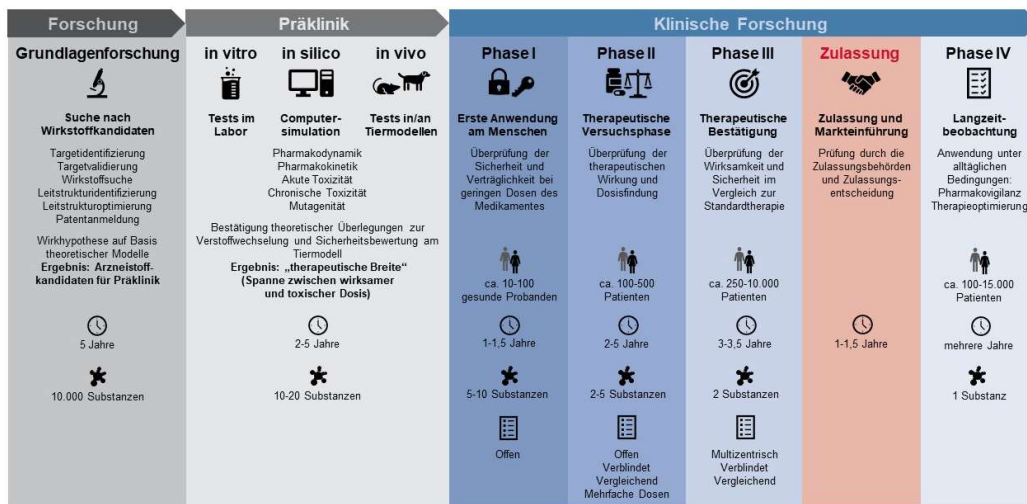 Forschung
Präklinik
Klinische Forschung
Grundlagenforschung
Suche nach
Wirkstoffkandidaten
Targetidentifizierung
Targetvalidierung
Wirkstoffsuche
Leitstrukturidentifizierung
Leitstrukturoptimierung
Patentanmeldung
Wirkhypothese auf Basis
theoretischer Modelle
Ergebnis: Arzneistoff-
kandidaten für Präklinik
5 Jahre
10.000 Substanzen
in vitro
Tests im
Labor
in silico
Computer-
simulation
in vivo
Tests in/an
Tiermodellen
Pharmakodynamik
Pharmakokinetik
Akute Toxizität
Chronische Toxizität
Mutagenität
Bestätigung theoretischer Überlegungen zur
Verstoffwechselung und Sicherheitsbewertung am
Tiermodell
Ergebnis: „therapeutische Breite“
(Spanne zwischen wirksamer
und toxischer Dosis)
2-5 Jahre
10-20 Substanzen
Phase I
Erste Anwendung
am Menschen
Überprüfung der
Sicherheit und
Verträglichkeit bei
geringen Dosen des
Medikamentes
ca. 10-100
gesunde Probanden
1-1,5 Jahre
5-10 Substanzen
Offen
Phase II
Therapeutische
Versuchsphase
Überprüfung der
therapeutischen
Wirkung und
Dosisfindung
ca. 100-500
Patienten
2-5 Jahre
2-5 Substanzen
Offen
Verblindet
Vergleichend
Mehrfache Dosen
Phase III
Therapeutische
Bestätigung
Überprüfung der
Wirksamkeit und
Sicherheit im
Vergleich zur
Standardtherapie
ca. 250-10.000
Patienten
3-3,5 Jahre
2 Substanzen
Multizentrisch
Verblindet
Vergleichend
Zulassung
Zulassung und
Markteinführung
Prüfung durch die
Zulassungsbehörden
und Zulassungs-
entscheidung
1-1,5 Jahre
Phase IV
Langzeit-
beobachtung
Anwendung unter
alltäglichen
Bedingungen:
Pharmakovigilanz
Therapieoptimierung
ca. 100-15.000
Patienten
mehrere Jahre
1 Substanz